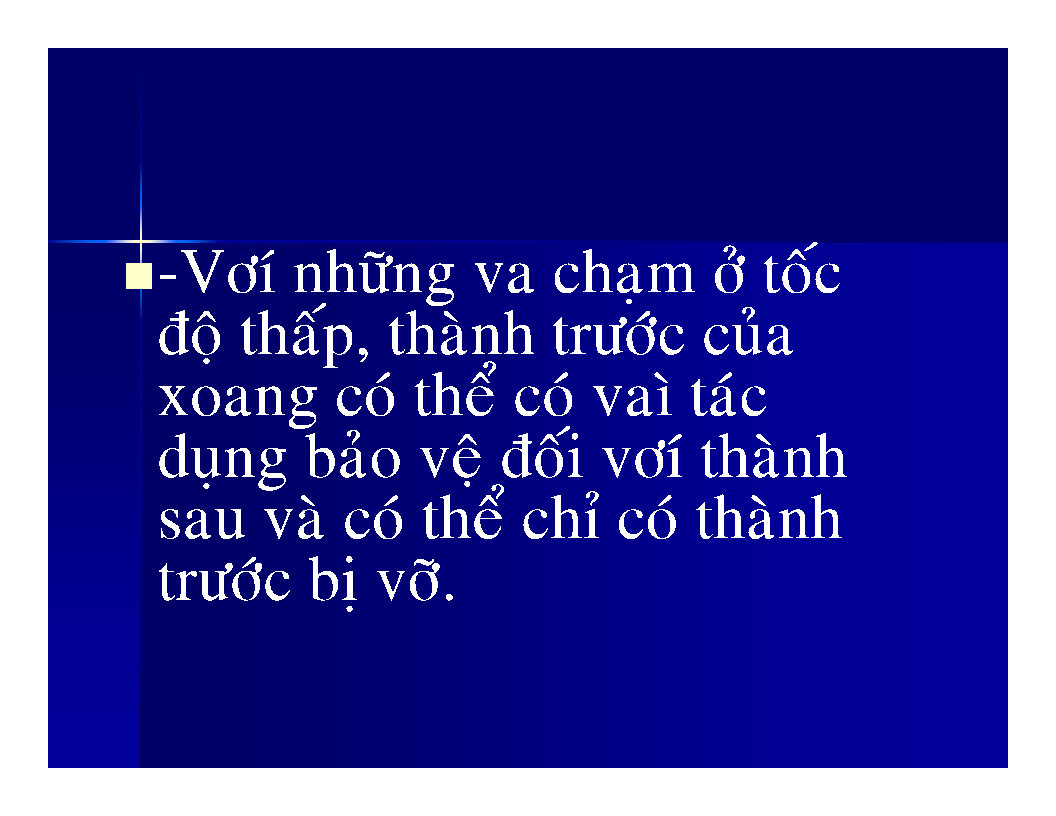 -Vơí những va chạm ở tốc
độ thấp, thành trước của
xoang có thể có vaì tác
dụng bảo vệ đối vơí thành
sau và có thể chỉ có thành
trước bị vỡ.